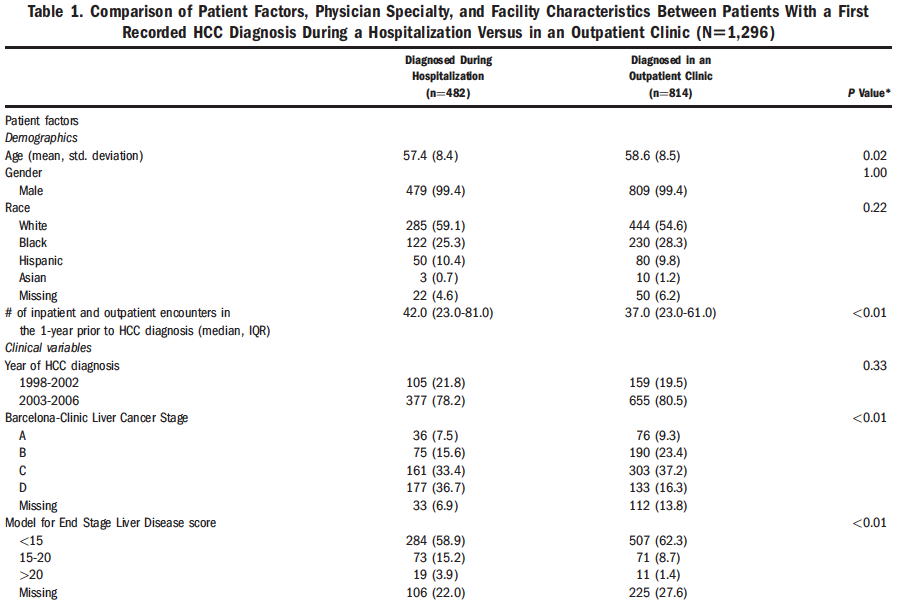 Table 1. Comparison of Patient Factors, Physician Specialty, and Facility Characteristics Between Patients With a First
Recorded HCC Diagnosis During a Hospitalization Versus in an Outpatient Clinic (N=1,296)
Diagnosed During Hospitalization (n=482) Diagnosed in an Outpatient Clinic (n=814) P Value*
Patient factors
Demographics
Age (mean, std. deviation) 57.4 (8.4) 58.6 (8.5) 0.02
Gender 1.00
Male 479 (99.4) 809 (99.4)
Race 0.22
White 285 (59.1) 444 (54.6)
Black 122 (25.3) 230 (28.3)
Hispanic 50 (10.4) 80 (9.8)
Asian 3 (0.7) 10 (1.2)
Missing 22 (4.6) 50 (6.2)
# of inpatient and outpatient encounters in 42.0 (23.0-81.0) 37.0 (23.0-61.0) <0.01
the 1-year prior to HCC diagnosis (median, IQR)
Clinical variables
Year of HCC diagnosis 0.33
1998-2002 105 (21.8) 159 (19.5)
2003-2006 377 (78.2) 655 (80.5)
Barcelona-Clinic Liver Cancer Stage <0.01
A 36 (7.5) 76 (9.3)
B 75 (15.6) 190 (23.4)
C 161 (33.4) 303 (37.2)
D 177 (36.7) 133 (16.3)
Missing 33 (6.9) 112 (13.8)
Model for End Stage Liver Disease score <0.01
<15 284 (58.9) 507 (62.3)
15-20 73 (15.2) 71 (8.7)
>20 19 (3.9) 11 (1.4)
Missing 106 (22.0) 225 (27.6)